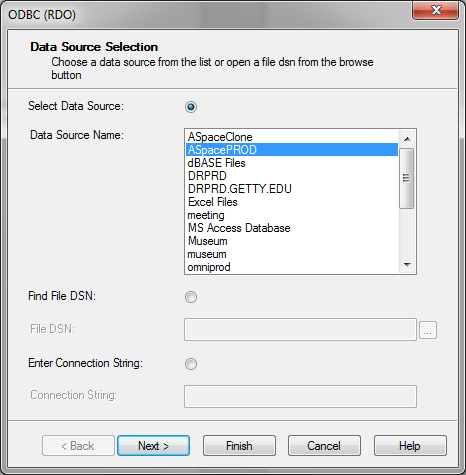 ODBC (RDO)
Data Source Selection
Choose a data source from the list or open a file dsn from the browse
button
Select Data Source:
Data Source Name:
ASpaceClone
ASpacePROD
dBASE Files
DRPRD
DRPRD.GETTY.EDU
Excel Files
meeting
MS Access Database
Museum
museum
omniprod
Find File DSN:
File DSN:
...
Enter Connection String:
Connection String:
< Back
Next >
Finish
Cancel
Help